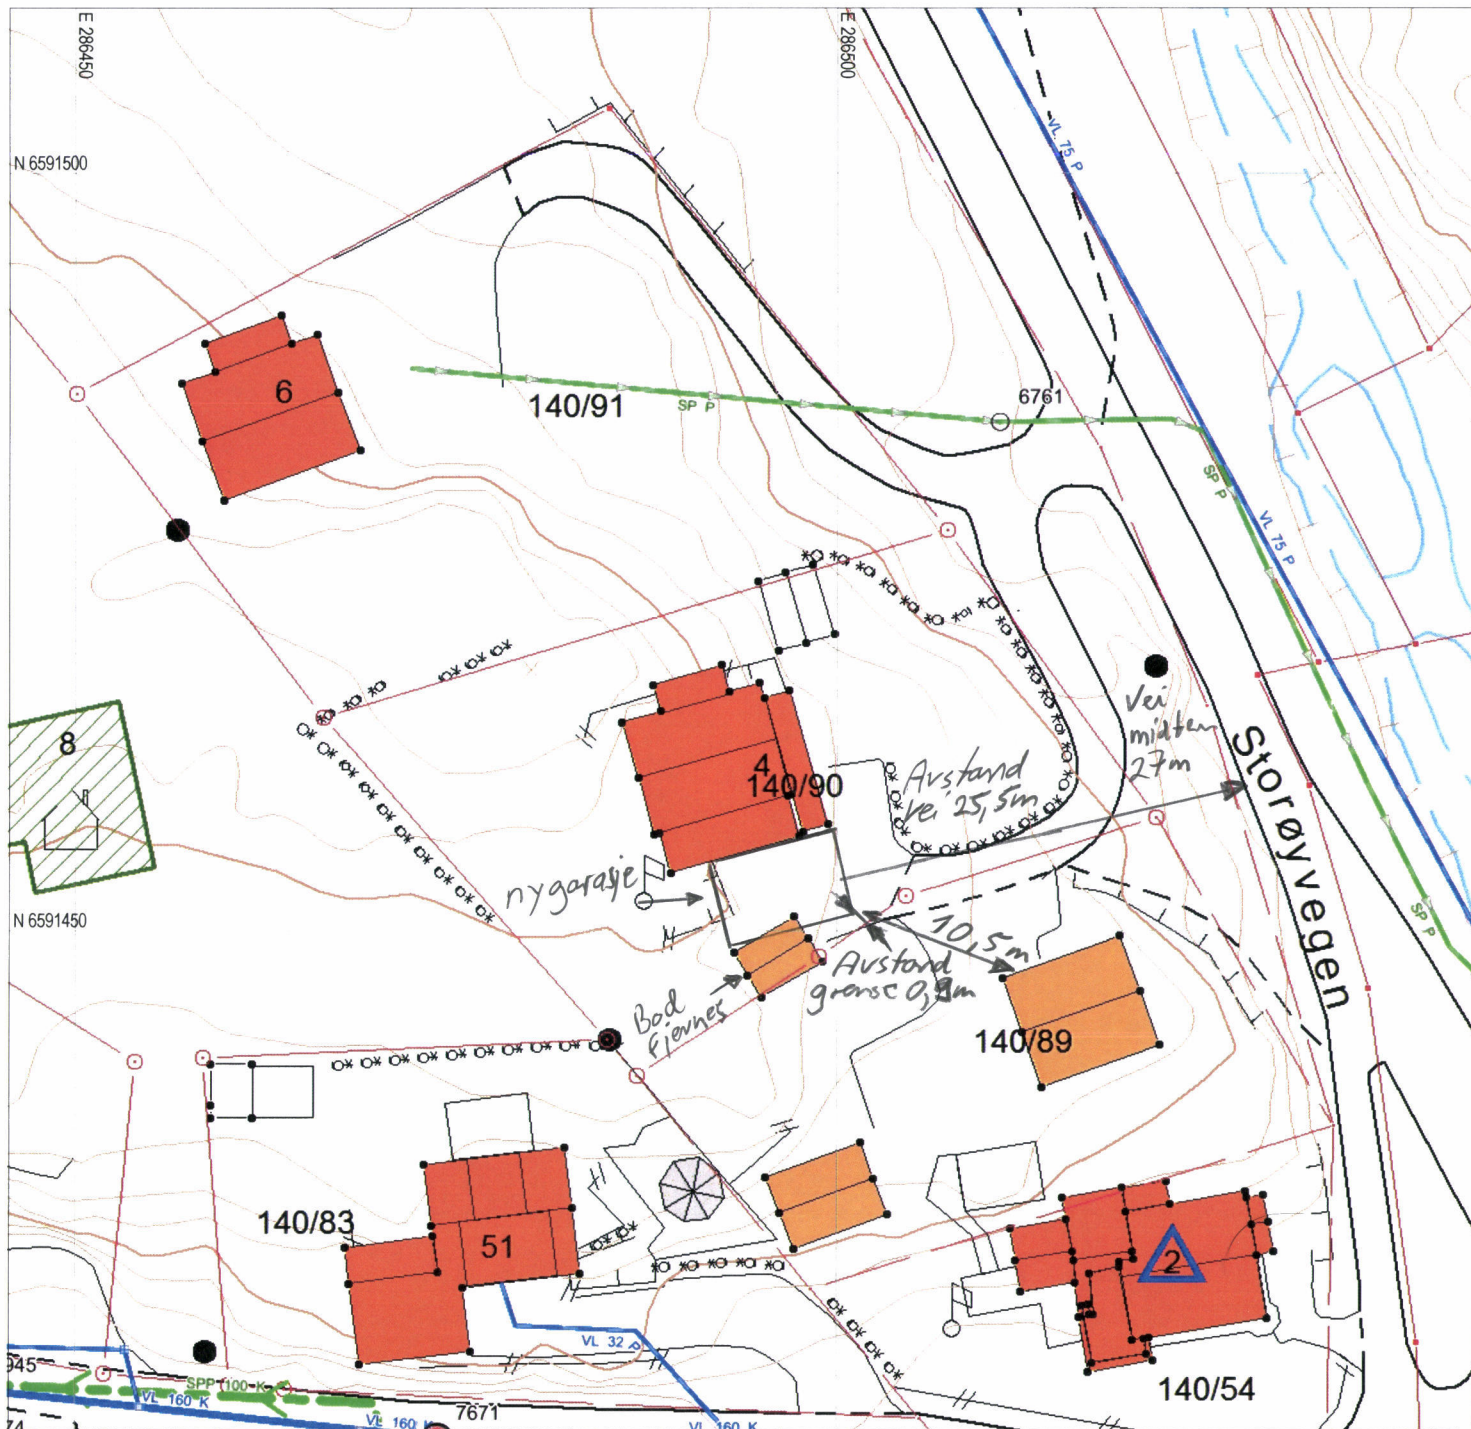 E 286450
E 286500
VL 75 P
N 6591500
6
140/91
SP P
6761
SP P
VL 75 P
8
Vei
midten
27m
Storøyvegen
4
140/90
Avstand
vei 25,5m
ny garasje
N 6591450
SP P
10,5m
Avstand
grense 0,9m
Bod
fjernes
140/89
140/83
51
2
VL 32 P
SPP 100 K
VL 160 K
7671
VL 160 K
VL 160 K
140/54